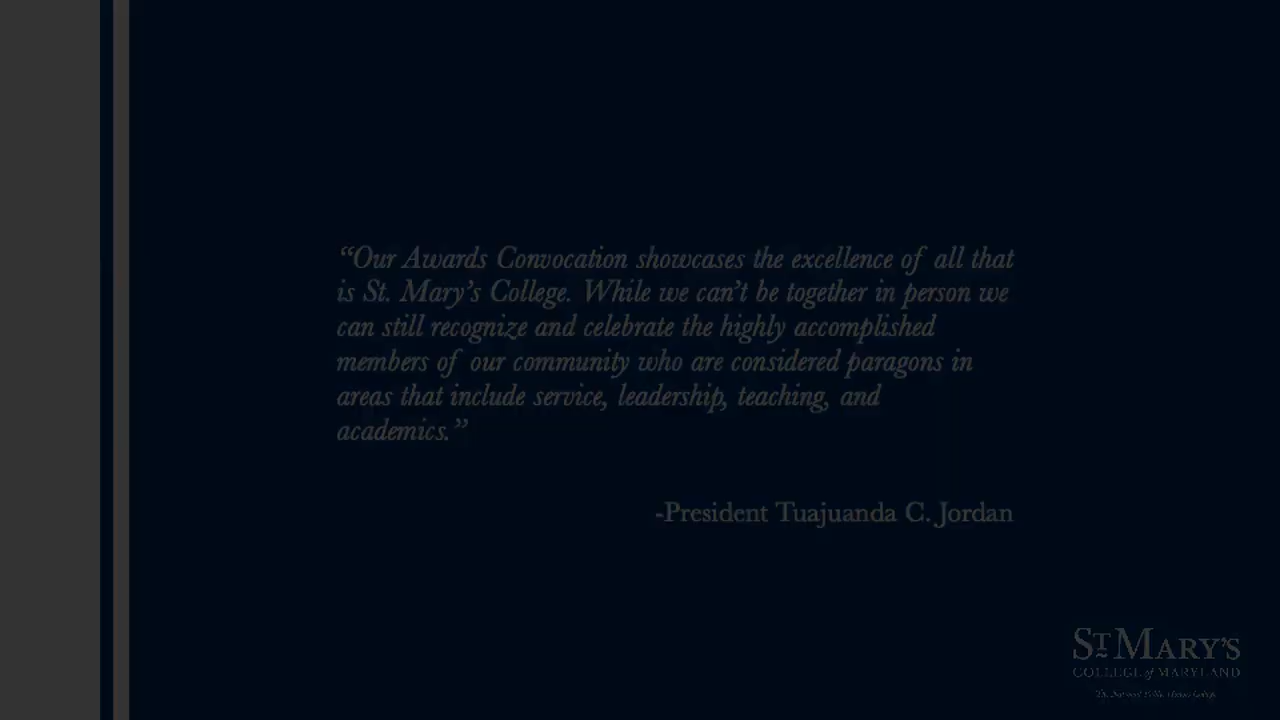 “Our Awards Convocation showcases the excellence of all that
is St. Mary’s College. While we can’t be together in person we
can still recognize and celebrate the highly accomplished
members of our community who are considered paragons in
areas that include service, leadership, teaching, and
academics.”
-President Tuajuanda C. Jordan
ST MARY’S
COLLEGE of MARYLAND